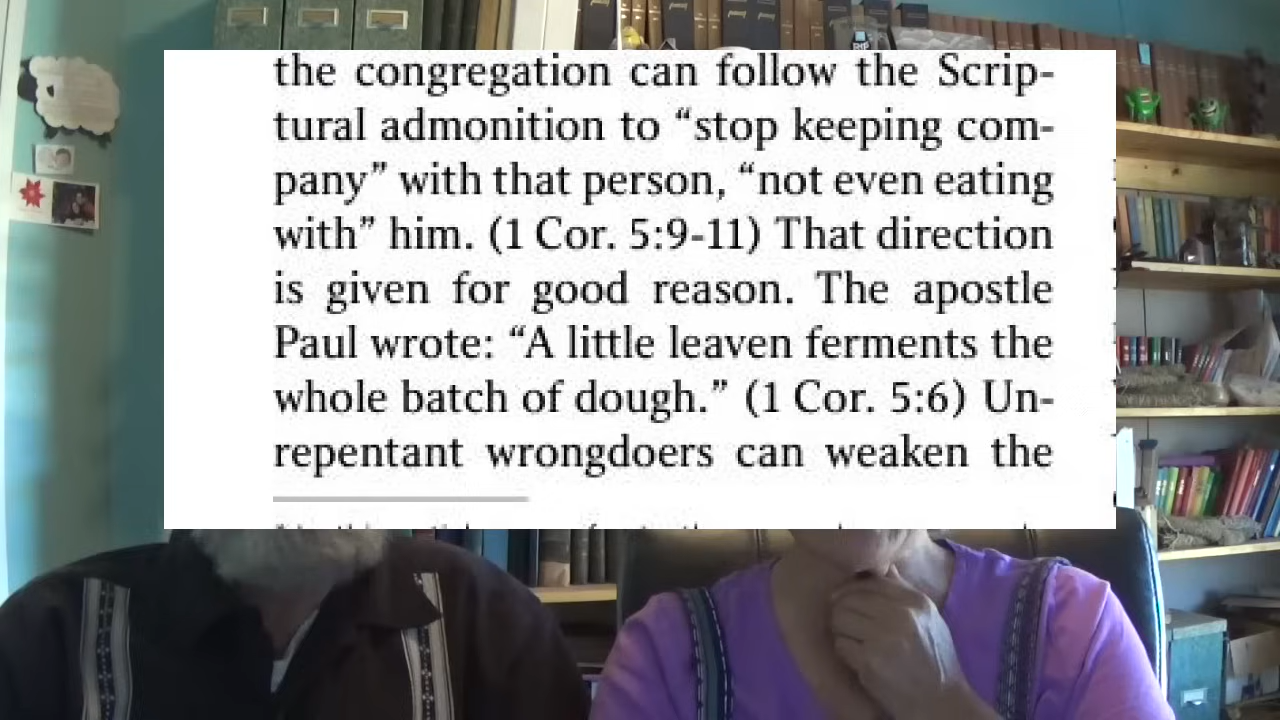 the congregation can follow the Scrip-
tural admonition to “stop keeping com-
pany” with that person, “not even eating
with” him. (1 Cor. 5:9-11) That direction
is given for good reason. The apostle
Paul wrote: “A little leaven ferments the
whole batch of dough.” (1 Cor. 5:6) Un-
repentant wrongdoers can weaken the